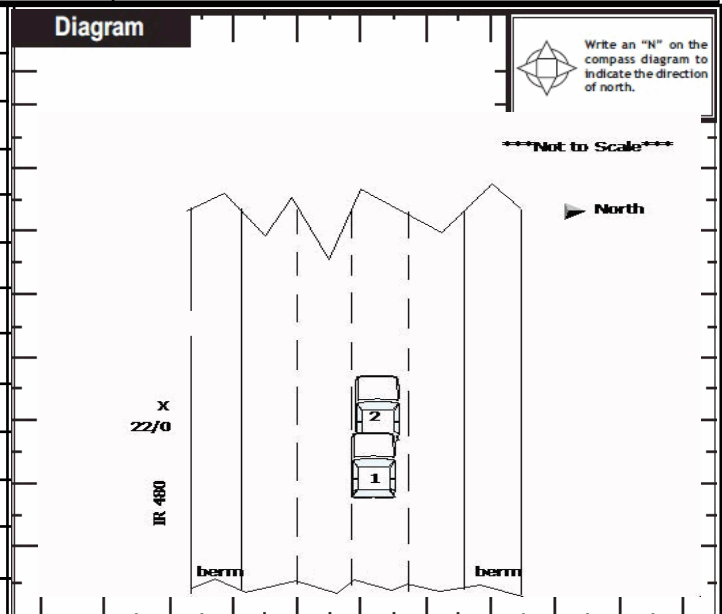 Diagram
Write an “N” on the
compass diagram to
indicate the direction
of north.
***Not to Scale***
North
X
22/0
2
1
IR 480
berm
berm